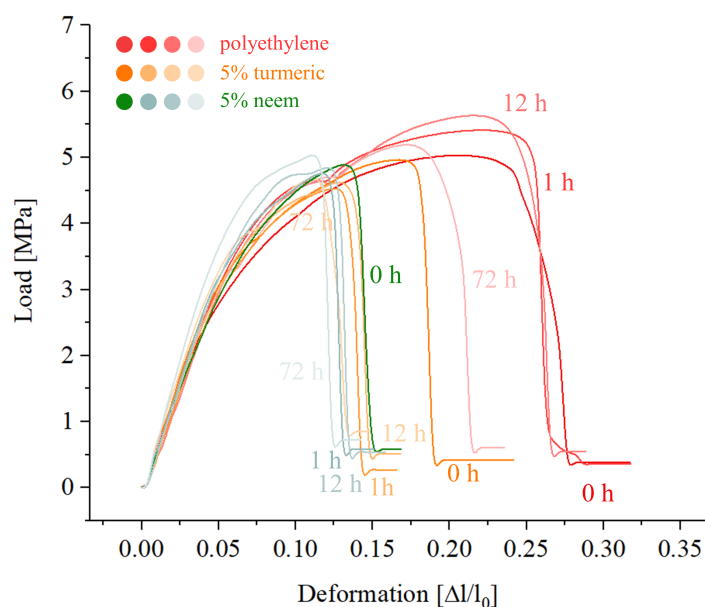 7
polyethylene
5% turmeric
5% neem
12 h
6
5
1 h
72 h
4
0 h
72 h
3
2
72 h
1
12 h
1 h
0 h
12 h
1h
0 h
0
0.00 0.05 0.10 0.15 0.20 0.25 0.30 0.35
Load [MPa]
Deformation [Δl/l₀]